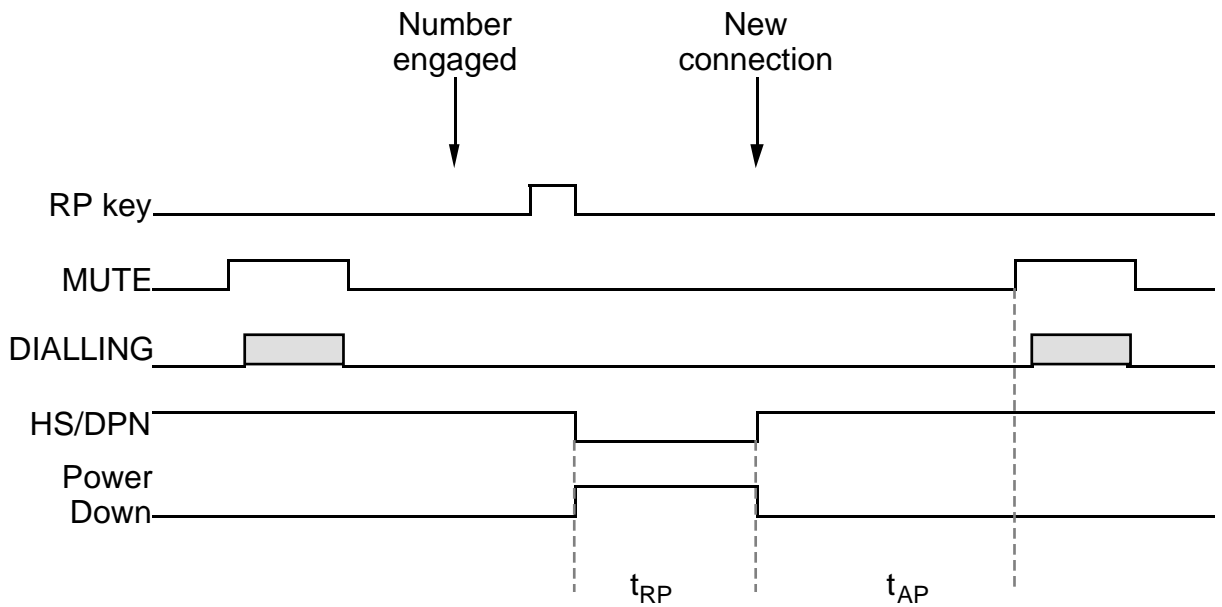 Number
engaged
New
connection
RP key
MUTE
DIALLING
HS/DPN
Power
Down
tRP
tAP